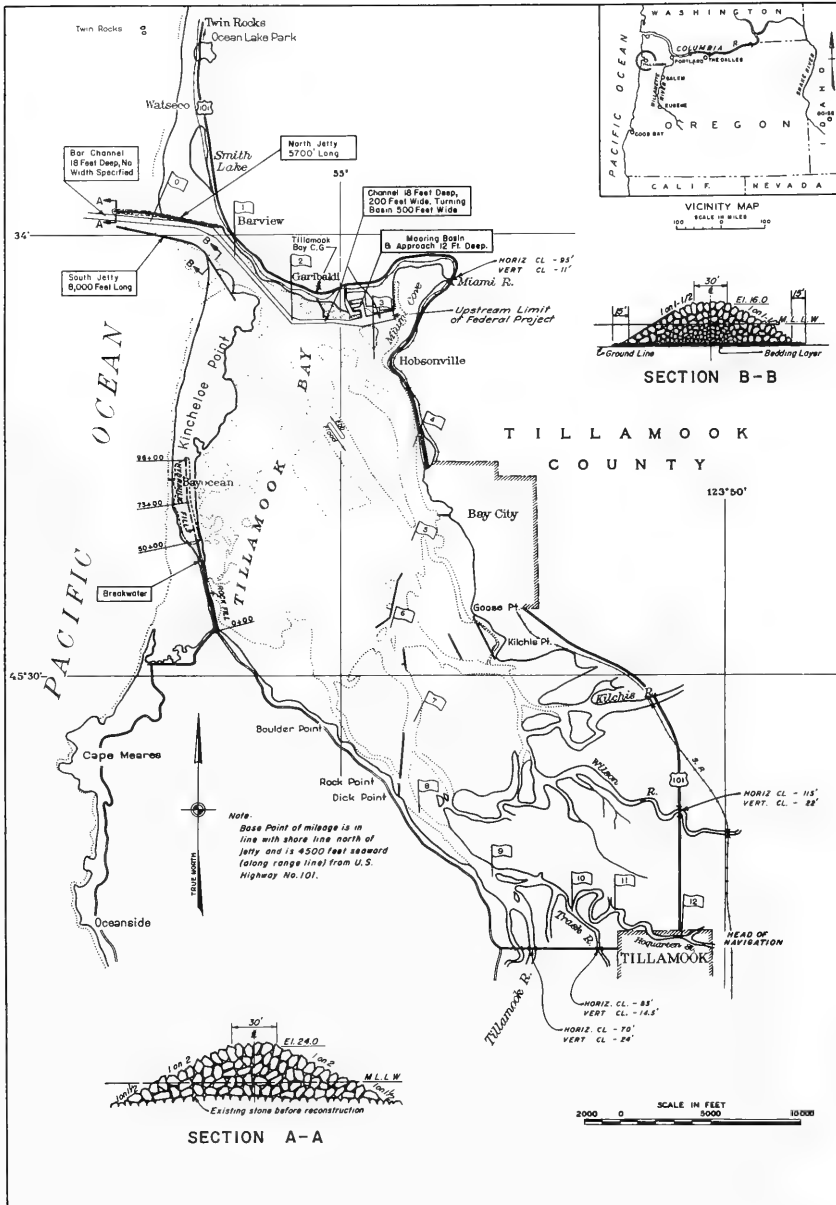 Twin Rocks
Twin Rocks
Ocean Lake Park
Watseco
101
Smith
Lake
North Jetty
5700' Long
Bar Channel
18 Feet Deep, No
Width Specified
A
A
0
1
Barview
55'
Channel 18 Feet Deep,
200 Feet Wide, Turning
Basin 500 Feet Wide
Mooring Basin
& Approach 12 Ft. Deep.
34'
South Jetty
8,000 Feet Long
B
B
Tillamook
Bay C.G
2
Garibaldi
3
Miami Cove
HORIZ CL - 95'
VERT CL - 11'
Miami R.
Upstream Limit
of Federal Project
Hobsonville
PACIFIC OCEAN
Kincheloe Point
TILLAMOOK BAY
4
TILLAMOOK
COUNTY
123°50'
98+00
Bayocean
73+00
FILL
50+00
Breakwater
ROCK FILL
0+00
Bay City
5
6
Goose Pt.
Kilchis Pt.
45°30'
7
Kilchis R.
Boulder Point
Cape Meares
Rock Point
Dick Point
8
Wilson
R.
101
HORIZ CL - 115'
VERT. CL - 22'
Note-
Base Point of mileage is in
line with shore line north of
jetty and is 4500 feet seaward
(along range line) from U.S.
Highway No. 101.
TRUE NORTH
Oceanside
9
10
11
12
Trask R.
Hoquarten
TILLAMOOK
HEAD OF
NAVIGATION
Tillamook R.
HORIZ. CL. - 85'
VERT CL. - 14.5'
HORIZ. CL - 70'
VERT CL - 24'
WASHINGTON
PACIFIC OCEAN
COLUMBIA R.
PORTLAND
THE DALLES
SALEM
WILLAMETTE
RIVER
EUGENE
SNAKE RIVER
IDAHO
OREGON
COOS BAY
CALIF.
NEVADA
VICINITY MAP
SCALE IN MILES
100 0 100
30'
15'
15'
1 on 1-1/2
El. 16.0
M.L.L.W
Ground Line
Bedding Layer
SECTION B-B
30'
El. 24.0
1 on 2
1 on 2
1 on 1½
M.L.L.W
1 on 1½
Existing stone before reconstruction
SECTION A-A
SCALE IN FEET
2000 0 5000 10000